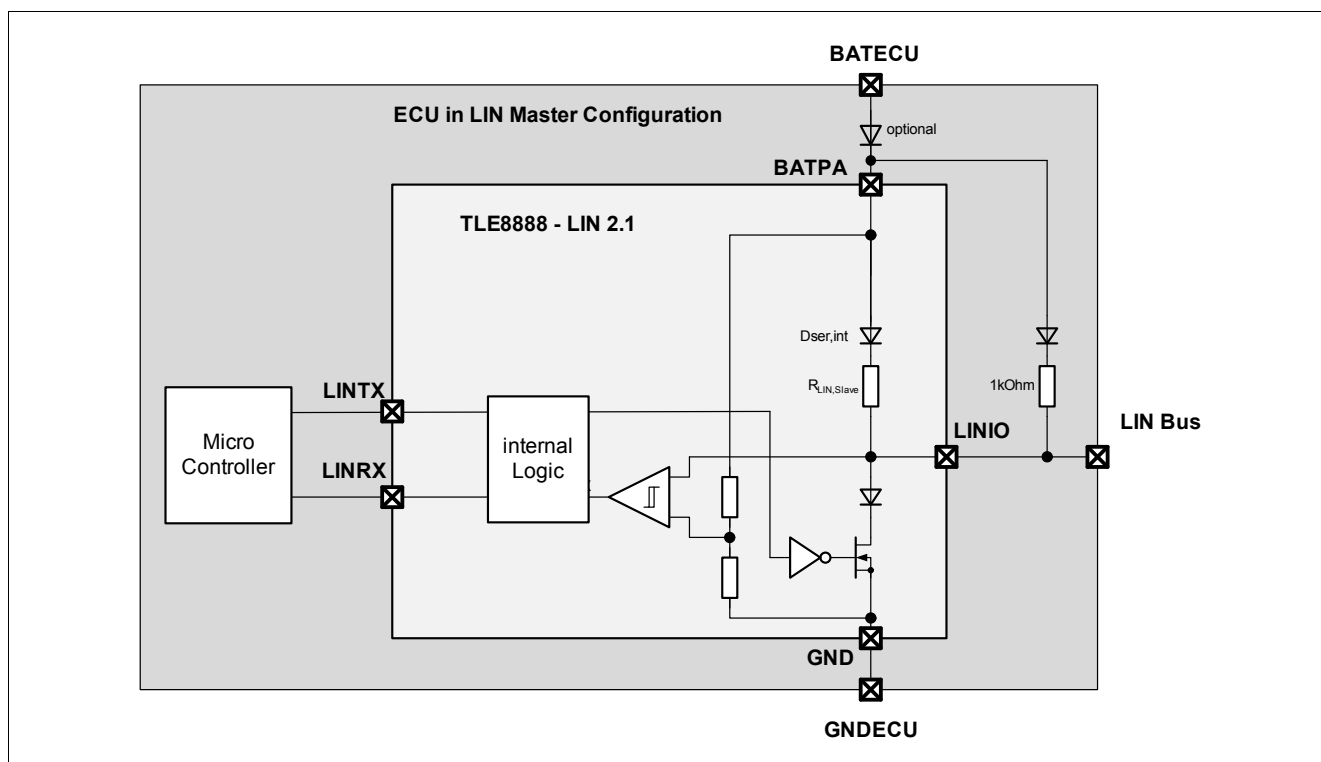 BATECU
ECU in LIN Master Configuration
optional
BATPA
TLE8888 - LIN 2.1
Dser,int
RLIN,Slave
1kOhm
LINTX
LIN Bus
LINIO
Micro
Controller
internal
Logic
LINRX
GND
GNDECU